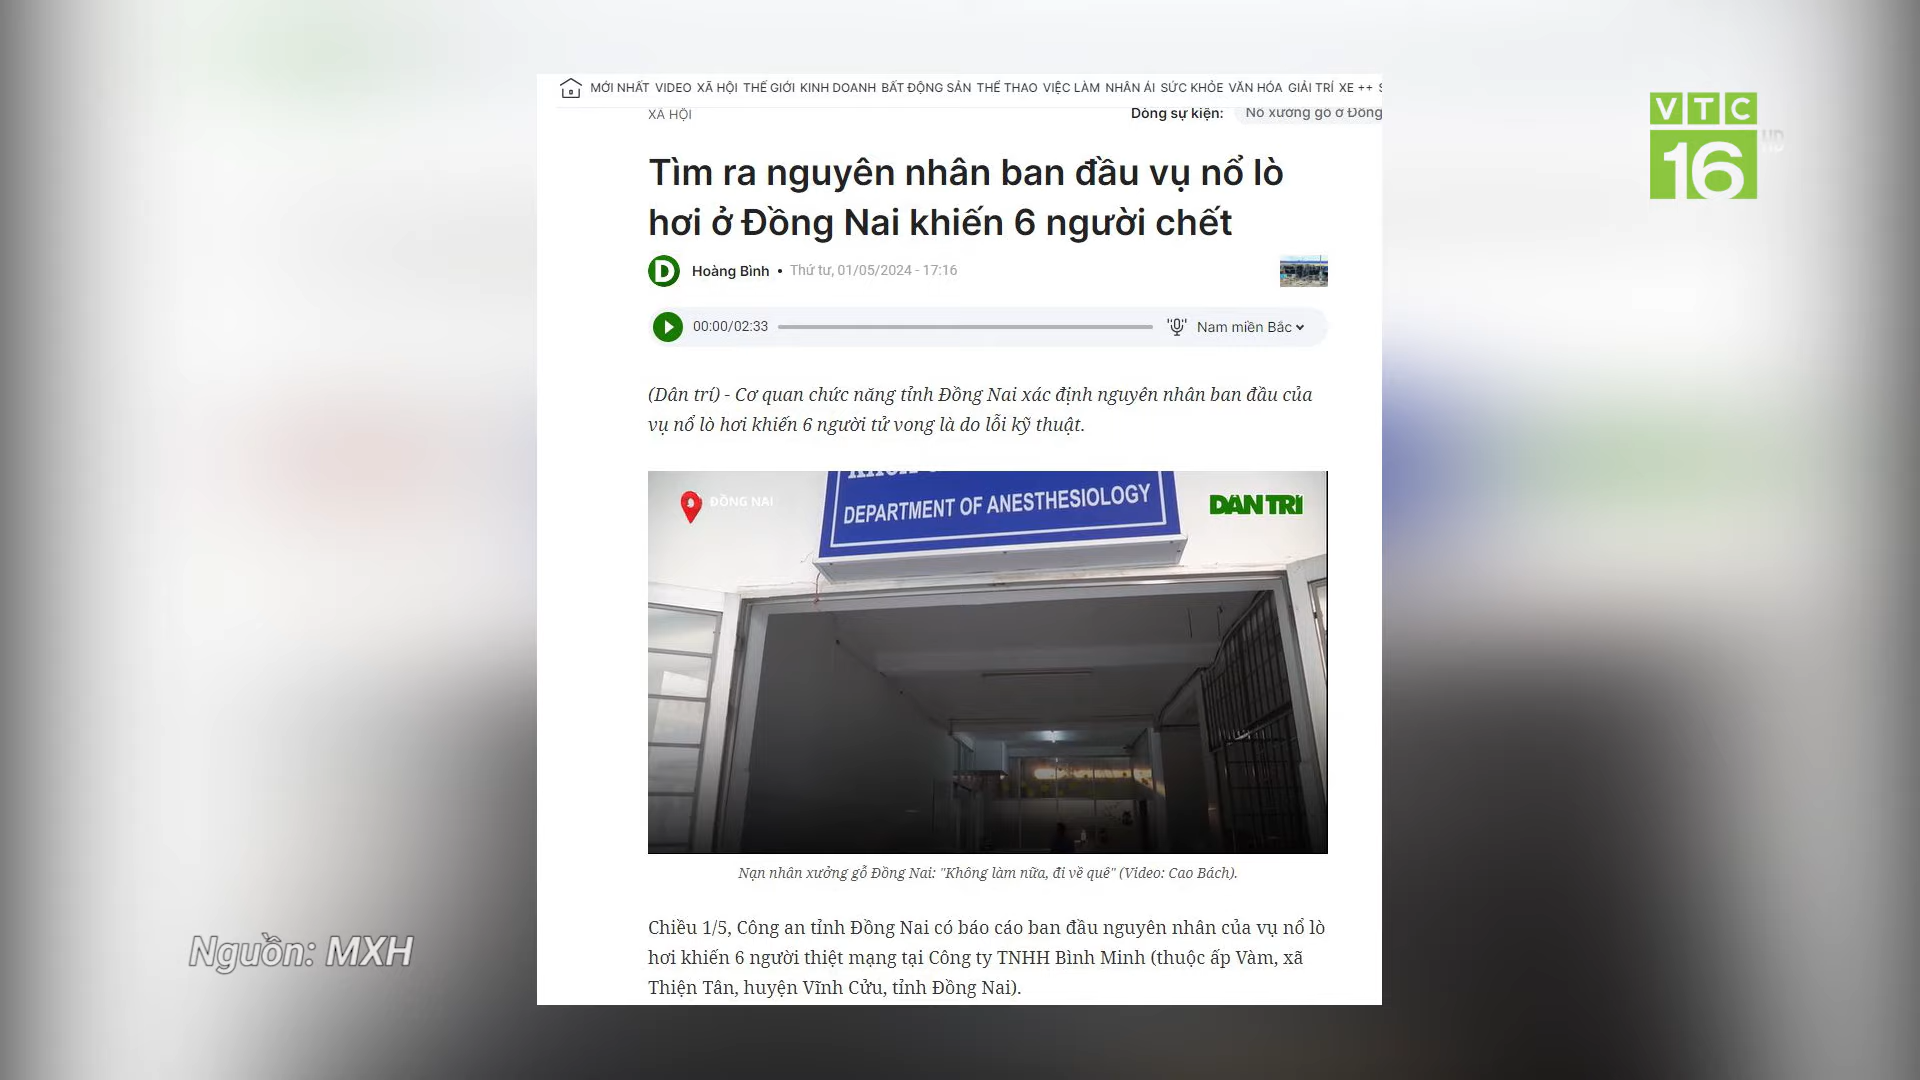 MỚI NHẤT VIDEO XÃ HỘI THẾ GIỚI KINH DOANH BẤT ĐỘNG SẢN THỂ THAO VIỆC LÀM NHÂN ÁI SỨC KHỎE VĂN HÓA GIẢI TRÍ XE ++
XÃ HỘI
Dòng sự kiện: Nổ xưởng gỗ ở Đồng
VTC
16
HD
Tìm ra nguyên nhân ban đầu vụ nổ lò
hơi ở Đồng Nai khiến 6 người chết
Hoàng Bình • Thứ tư, 01/05/2024 - 17:16
00:00/02:33 Nam miền Bắc
(Dân trí) - Cơ quan chức năng tỉnh Đồng Nai xác định nguyên nhân ban đầu của
vụ nổ lò hơi khiến 6 người tử vong là do lỗi kỹ thuật.
ĐỒNG NAI
DEPARTMENT OF ANESTHESIOLOGY
DÂN TRÍ
Nạn nhân xưởng gỗ Đồng Nai: "Không làm nữa, đi về quê" (Video: Cao Bách).
Chiều 1/5, Công an tỉnh Đồng Nai có báo cáo ban đầu nguyên nhân của vụ nổ lò
hơi khiến 6 người thiệt mạng tại Công ty TNHH Bình Minh (thuộc ấp Vàm, xã
Thiện Tân, huyện Vĩnh Cửu, tỉnh Đồng Nai).
Nguồn: MXH